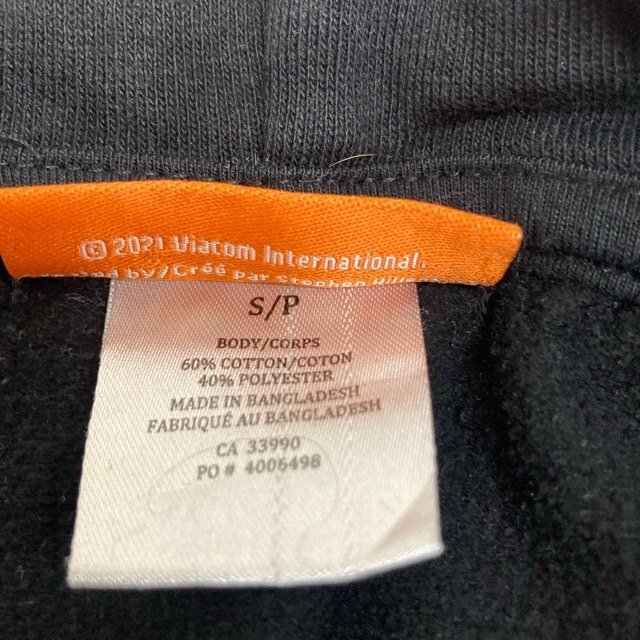 © 2021 Viacom International.
by/Créé Par Stephen
S/P
BODY/CORPS
60% COTTON/COTON
40% POLYESTER
MADE IN BANGLADESH
FABRIQUÉ AU BANGLADESH
CA 33990
PO # 4006498